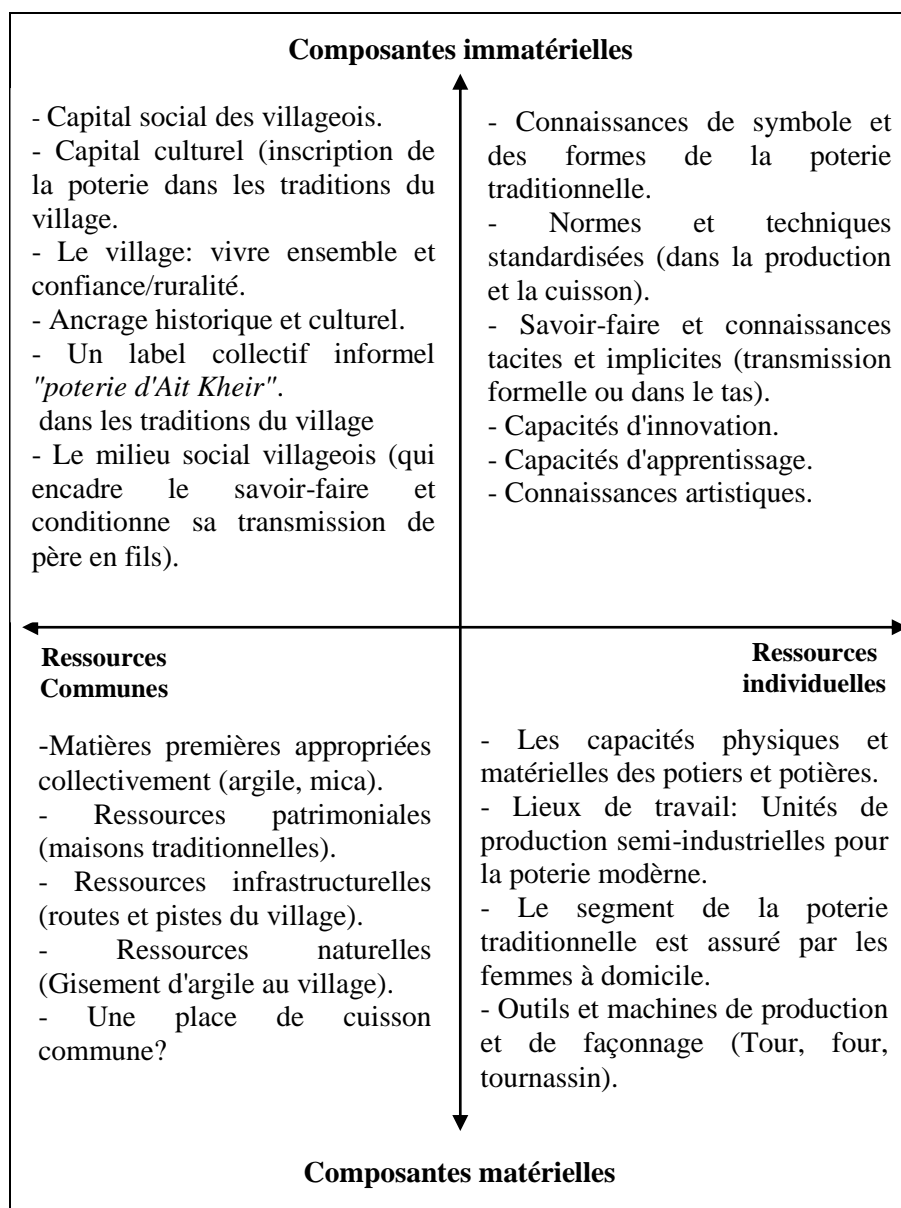 Composantes immatérielles
- Capital social des villageois.
- Capital culturel (inscription de
la poterie dans les traditions du
village.
- Le village: vivre ensemble et
confiance/ruralité.
- Ancrage historique et culturel.
- Un label collectif informel
"poterie d'Ait Kheir".
dans les traditions du village
- Le milieu social villageois (qui
encadre le savoir-faire et
conditionne sa transmission de
père en fils).
- Connaissances de symbole et
des formes de la poterie
traditionnelle.
- Normes et techniques
standardisées (dans la production
et la cuisson).
- Savoir-faire et connaissances
tacites et implicites (transmission
formelle ou dans le tas).
- Capacités d'innovation.
- Capacités d'apprentissage.
- Connaissances artistiques.
Ressources
Communes
Ressources
individuelles
-Matières premières appropriées
collectivement (argile, mica).
- Ressources patrimoniales
(maisons traditionnelles).
- Ressources infrastructurelles
(routes et pistes du village).
- Ressources naturelles
(Gisement d'argile au village).
- Une place de cuisson
commune?
- Les capacités physiques et
matérielles des potiers et potières.
- Lieux de travail: Unités de
production semi-industrielles pour
la poterie modèrne.
- Le segment de la poterie
traditionnelle est assuré par les
femmes à domicile.
- Outils et machines de production
et de façonnage (Tour, four,
tournassin).
Composantes matérielles